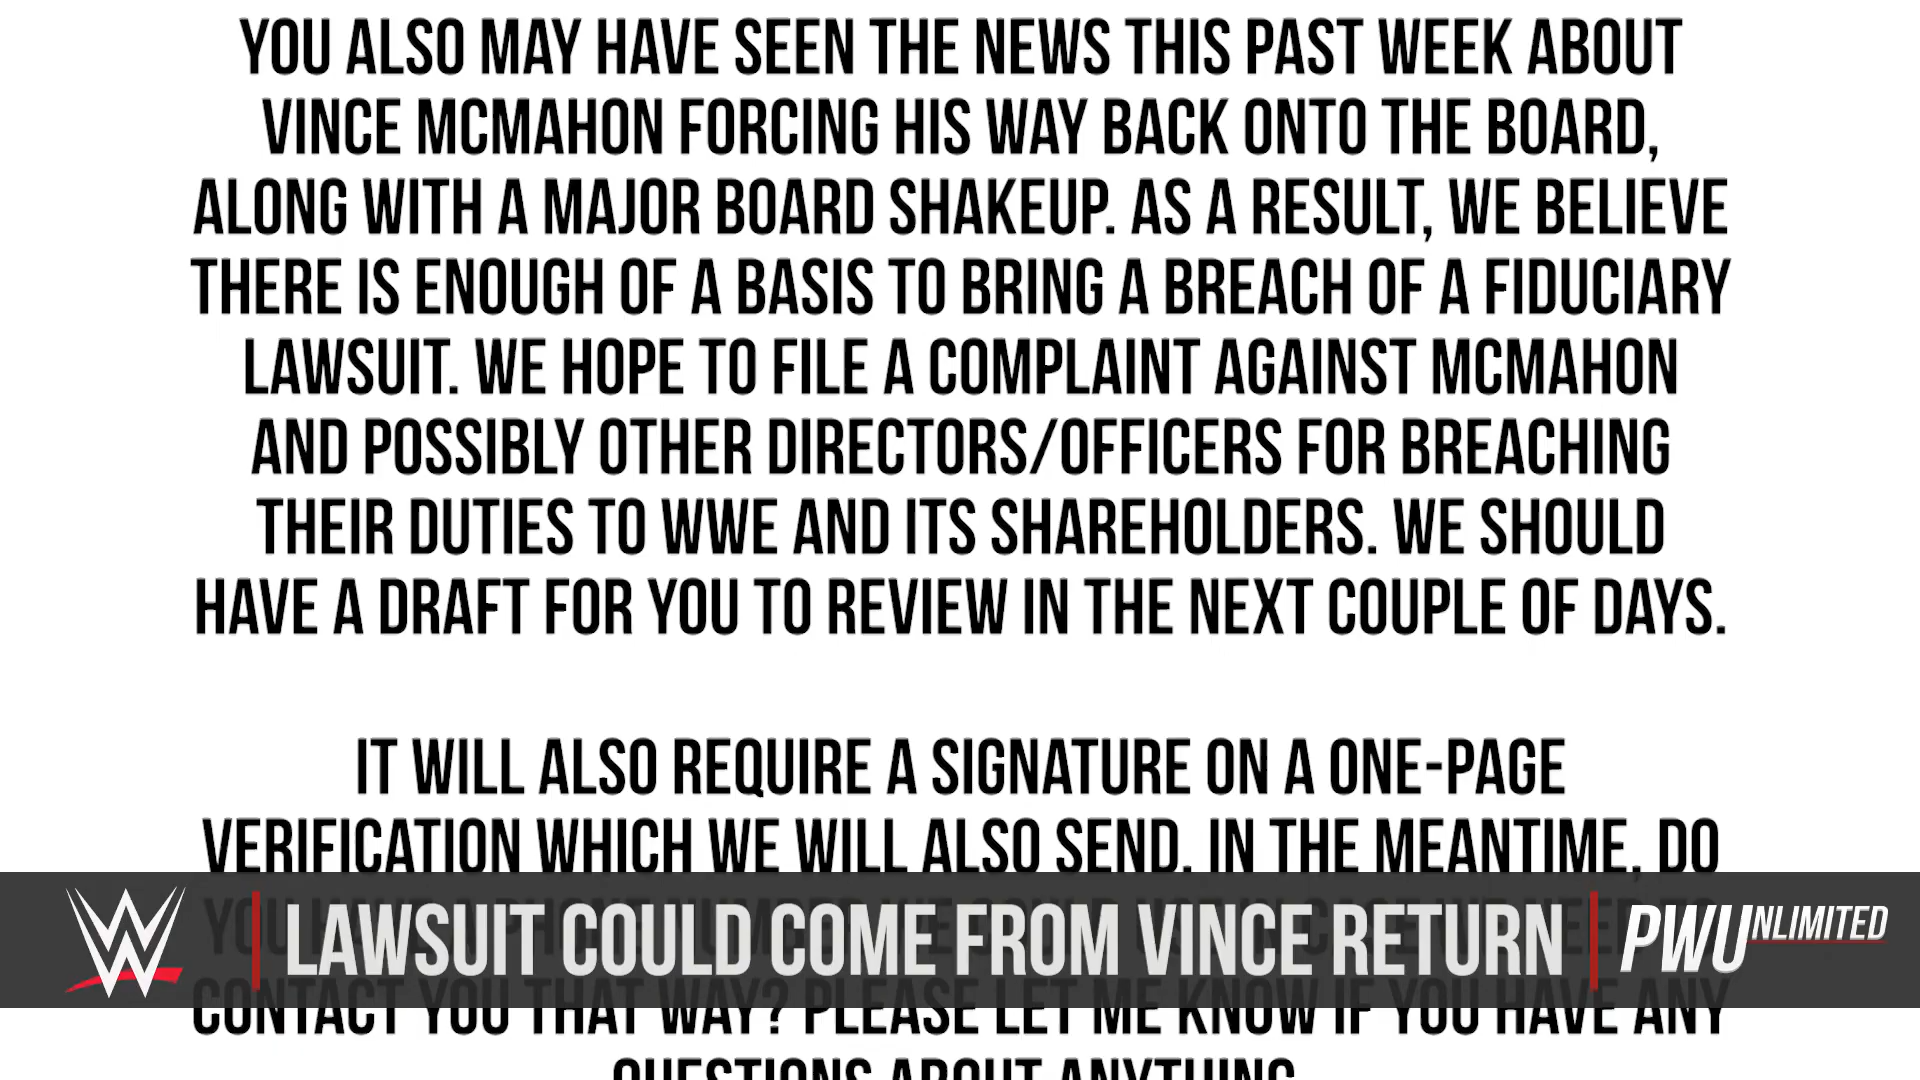 YOU ALSO MAY HAVE SEEN THE NEWS THIS PAST WEEK ABOUT
VINCE MCMAHON FORCING HIS WAY BACK ONTO THE BOARD,
ALONG WITH A MAJOR BOARD SHAKEUP. AS A RESULT, WE BELIEVE
THERE IS ENOUGH OF A BASIS TO BRING A BREACH OF A FIDUCIARY
LAWSUIT. WE HOPE TO FILE A COMPLAINT AGAINST MCMAHON
AND POSSIBLY OTHER DIRECTORS/OFFICERS FOR BREACHING
THEIR DUTIES TO WWE AND ITS SHAREHOLDERS. WE SHOULD
HAVE A DRAFT FOR YOU TO REVIEW IN THE NEXT COUPLE OF DAYS.
IT WILL ALSO REQUIRE A SIGNATURE ON A ONE-PAGE
VERIFICATION WHICH WE WILL ALSO SEND. IN THE MEANTIME, DO
W LAWSUIT COULD COME FROM VINCE RETURN PWUNLIMITED
CONTACT YOU THAT WAY? PLEASE LET ME KNOW IF YOU HAVE ANY
QUESTIONS ABOUT ANYTHING